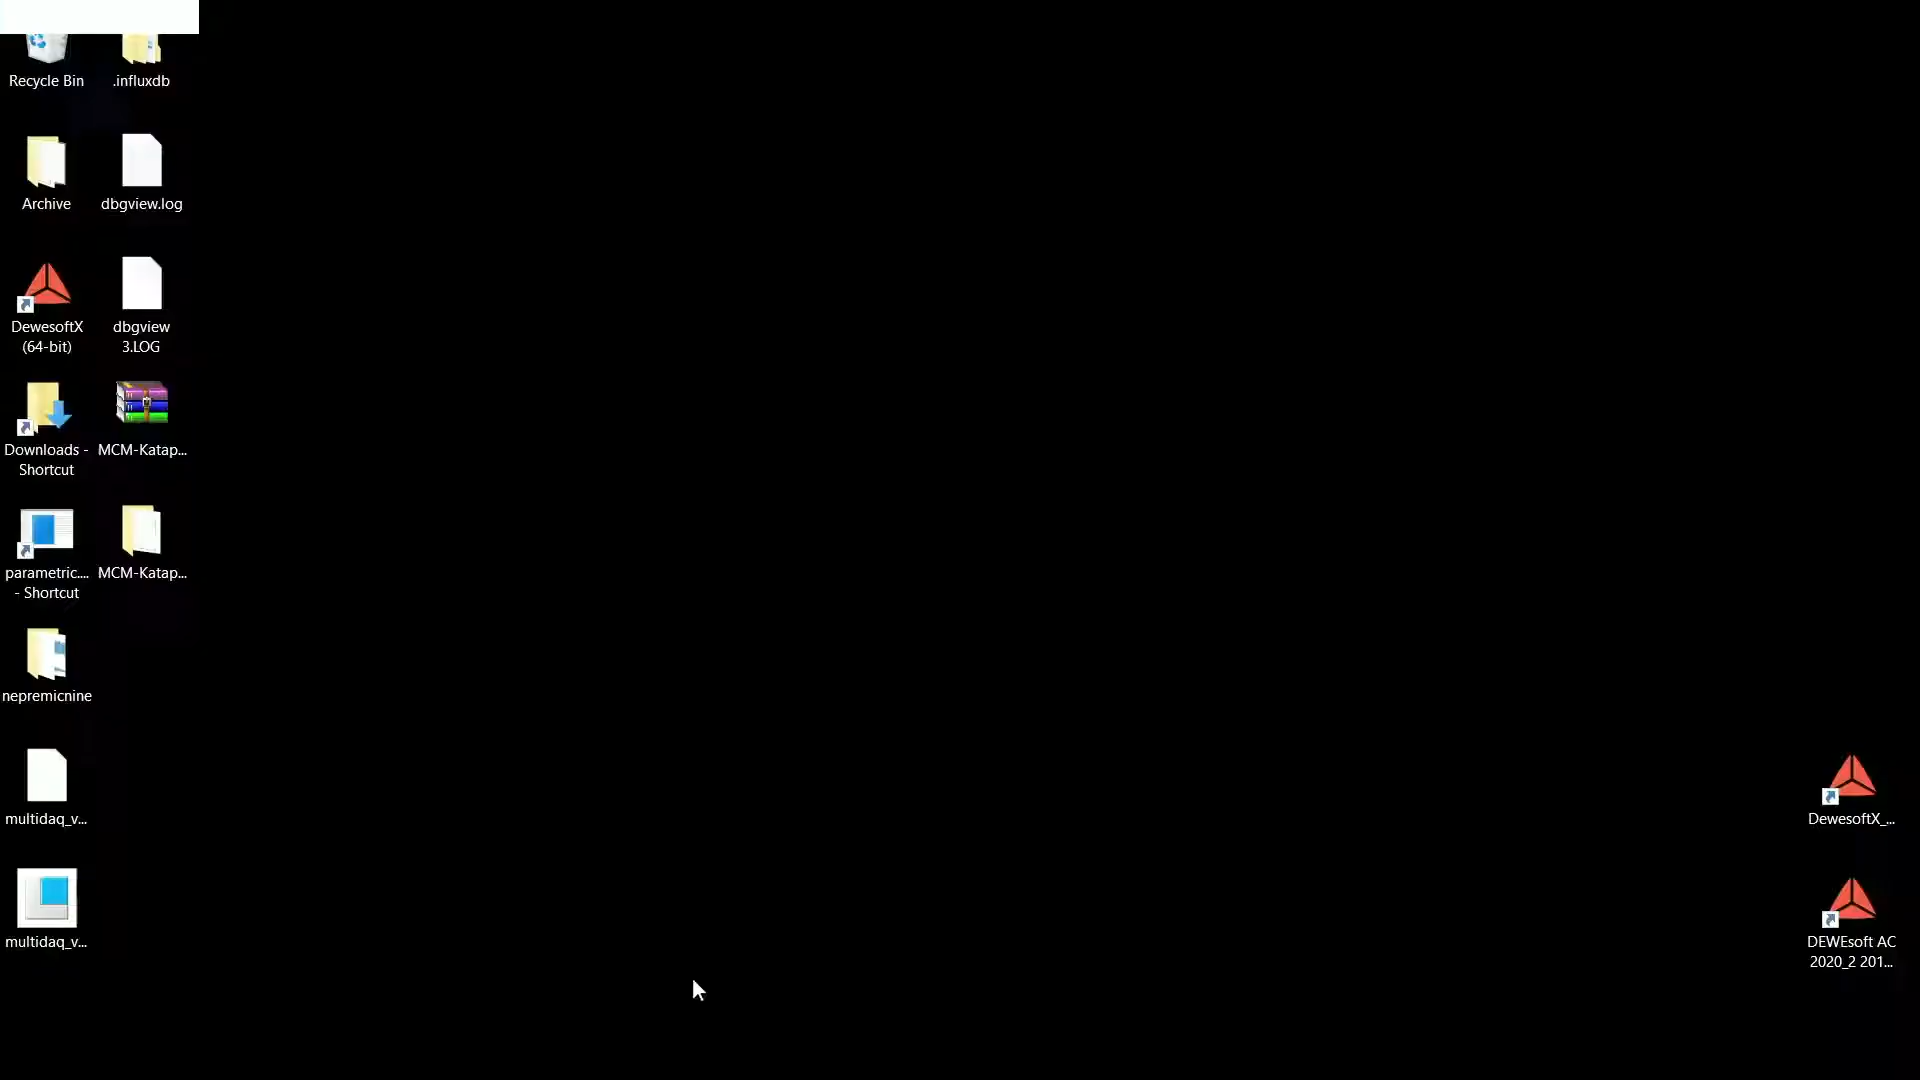 Recycle Bin
.influxdb
Archive
dbgview.log
DewesoftX
(64-bit)
dbgview
3.LOG
Downloads -
Shortcut
MCM-Katap...
parametric....
- Shortcut
MCM-Katap...
nepremicnine
multidaq_v...
multidaq_v...
DewesoftX_...
DEWEsoft AC
2020_2 201...